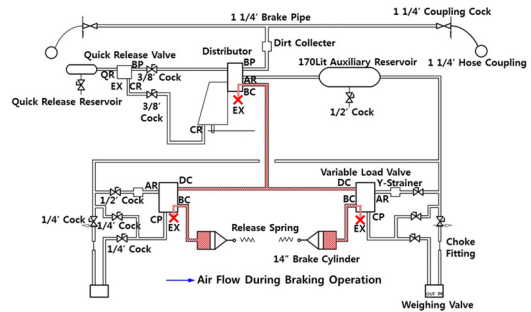 1 1/4′ Brake Pipe
1 1/4′ Coupling Cock
Quick Release Valve
Distributor
Dirt Collecter
170Lit Auxiliary Reservoir
1 1/4′ Hose Coupling
BP
BP
QR
3/8′ Cock
AR
EX
CR
BC
Quick Release Reservoir
3/8′
Cock
EX
1/2′ Cock
CR
Variable Load Valve
DC
DC
Y-Strainer
1/2′ Cock
AR
AR
BC
BC
1/4′ Cock
CP
CP
1/4′ Cock
EX
Release Spring
EX
1/4′ Cock
14″ Brake Cylinder
Choke
Fitting
Air Flow During Braking Operation
OUT IN
Weighing Valve